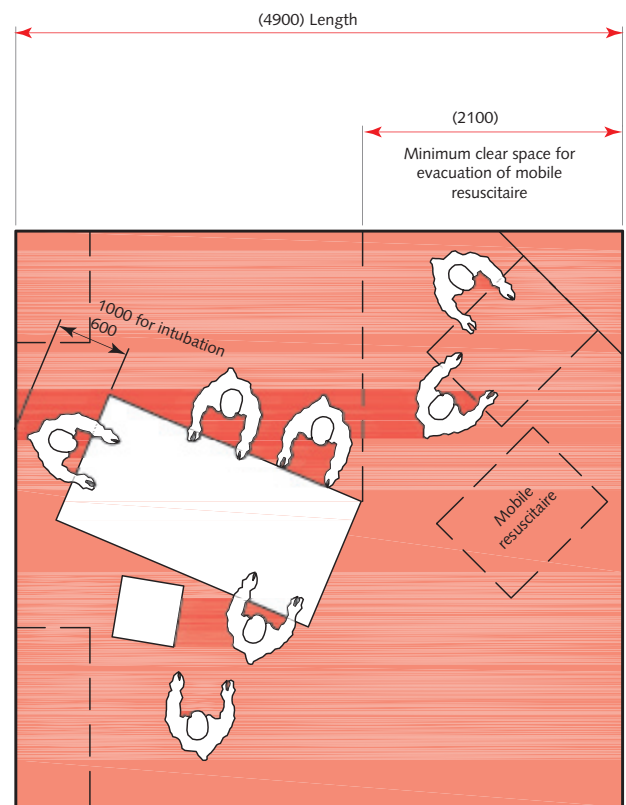 (4900) Length
(2100)
Minimum clear space for
evacuation of mobile
resuscitaire
1000 for intubation
600
Mobile
resuscitaire